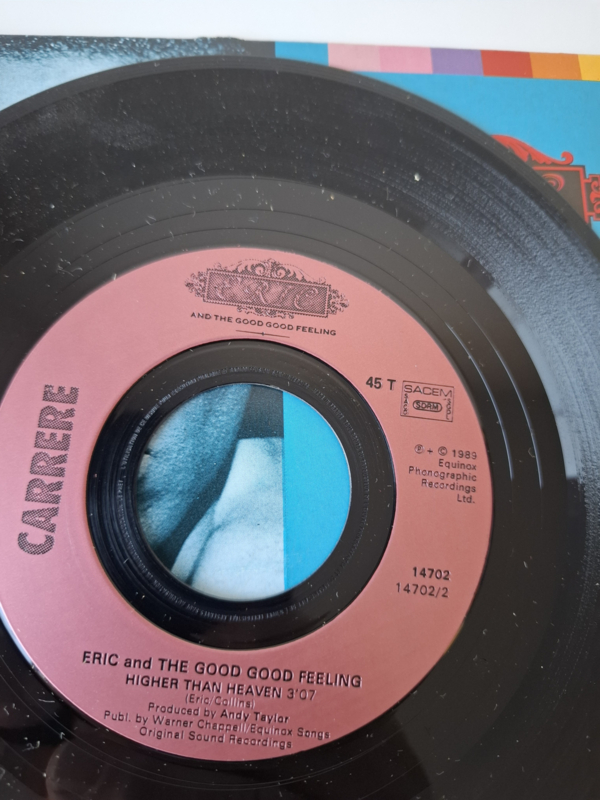 ERIC
AND THE GOOD GOOD FEELING
CARRERE
45 T
SACEM
SDRM
℗ + © 1989
Equinox
Phonographic
Recordings
Ltd.
14702
14702/2
ERIC and THE GOOD GOOD FEELING
HIGHER THAN HEAVEN 3'07
(Eric/Collins)
Produced by Andy Taylor
Publ. by Warner Chappell/Equinox Songs
Original Sound Recordings